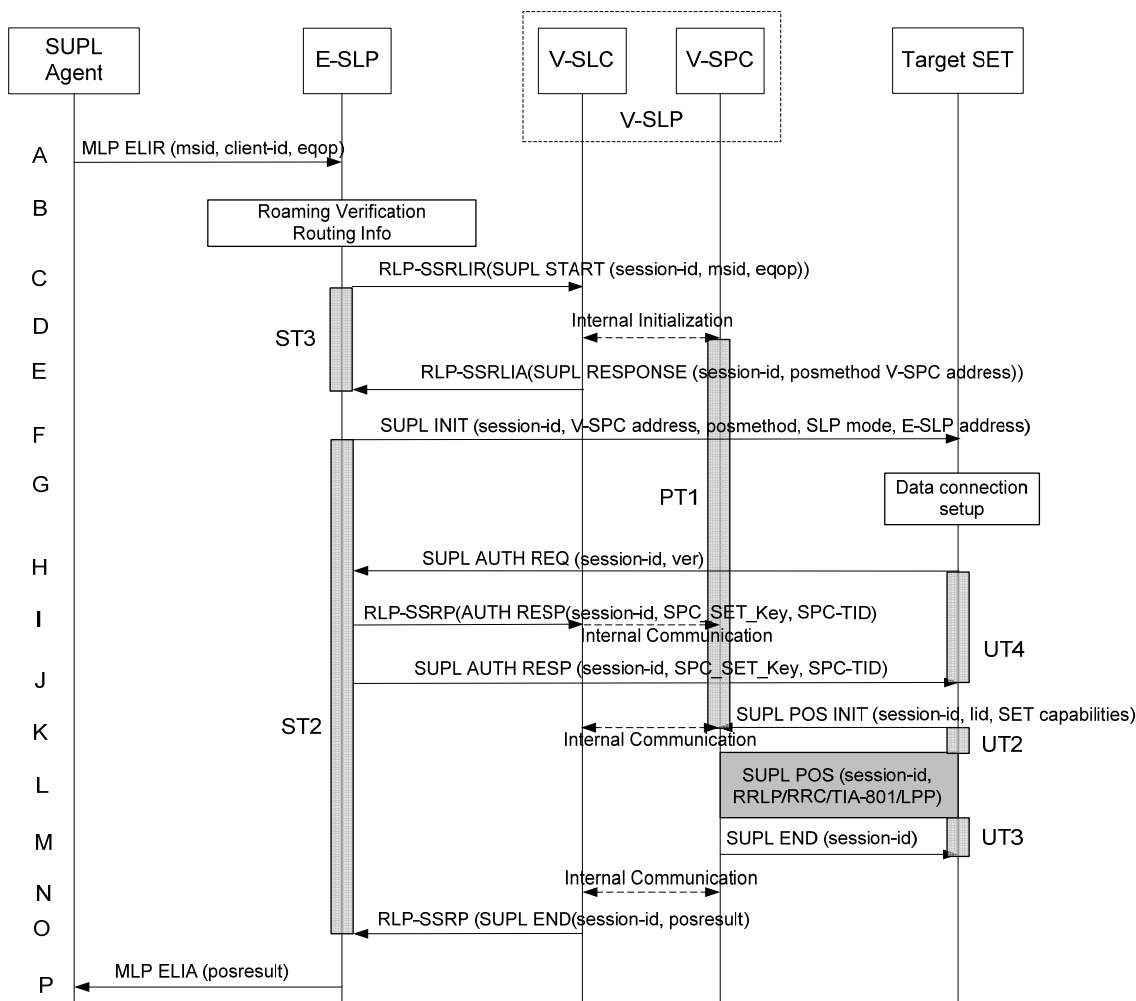 SUPL
Agent
E-SLP
V-SLC
V-SPC
Target SET
V-SLP
A
MLP ELIR (msid, client-id, eqop)
B
Roaming Verification
Routing Info
C
RLP-SSRLIR(SUPL START (session-id, msid, eqop))
D
ST3
Internal Initialization
E
RLP-SSRLIA(SUPL RESPONSE (session-id, posmethod V-SPC address))
F
SUPL INIT (session-id, V-SPC address, posmethod, SLP mode, E-SLP address)
G
PT1
Data connection
setup
H
SUPL AUTH REQ (session-id, ver)
I
RLP-SSRP(AUTH RESP(session-id, SPC_SET_Key, SPC-TID)
Internal Communication
UT4
J
SUPL AUTH RESP (session-id, SPC_SET_Key, SPC-TID)
K
ST2
SUPL POS INIT (session-id, lid, SET capabilities)
Internal Communication
UT2
L
SUPL POS (session-id,
RRLP/RRC/TIA-801/LPP)
M
SUPL END (session-id)
UT3
N
Internal Communication
O
RLP-SSRP (SUPL END(session-id, posresult)
P
MLP ELIA (posresult)